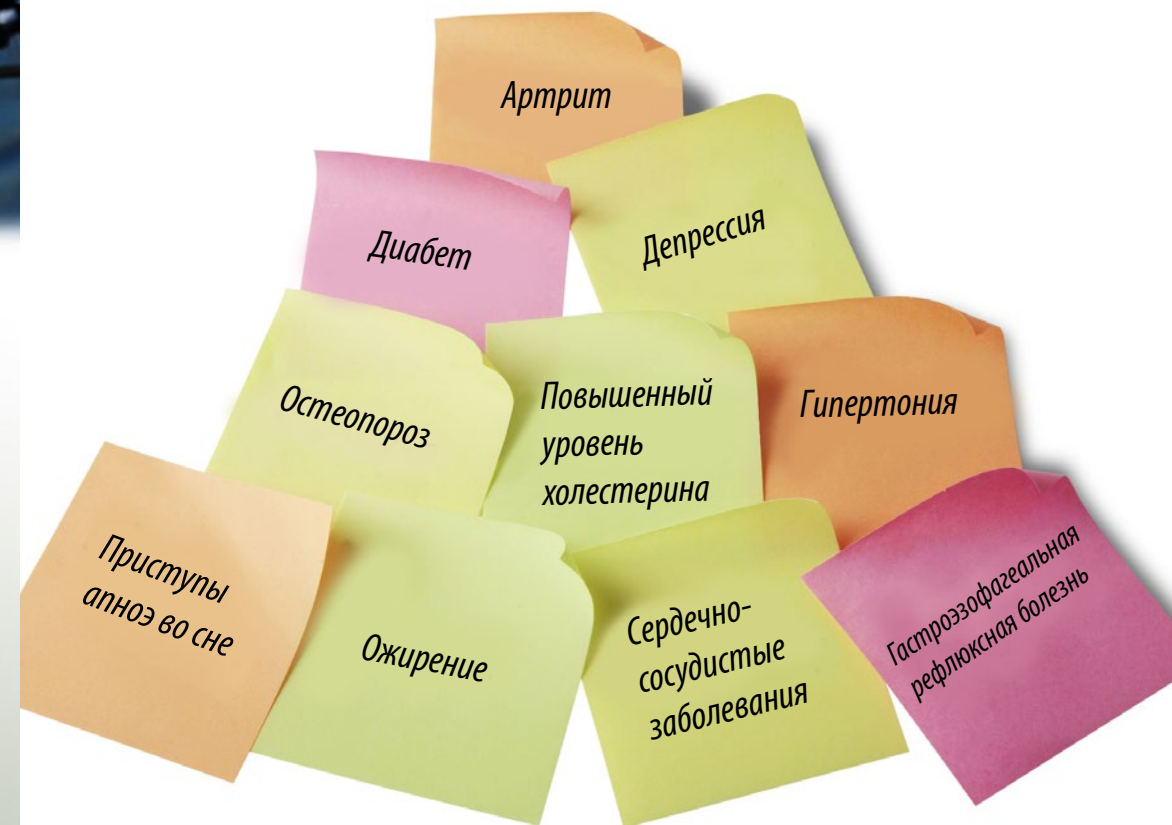 Артрит
Диабет
Депрессия
Остеопороз
Повышенный
уровень
холестерина
Гипертония
Приступы
апноэ во сне
Ожирение
Сердечно-
сосудистые
заболевания
Гастроэзофагеальная
рефлюксная болезнь